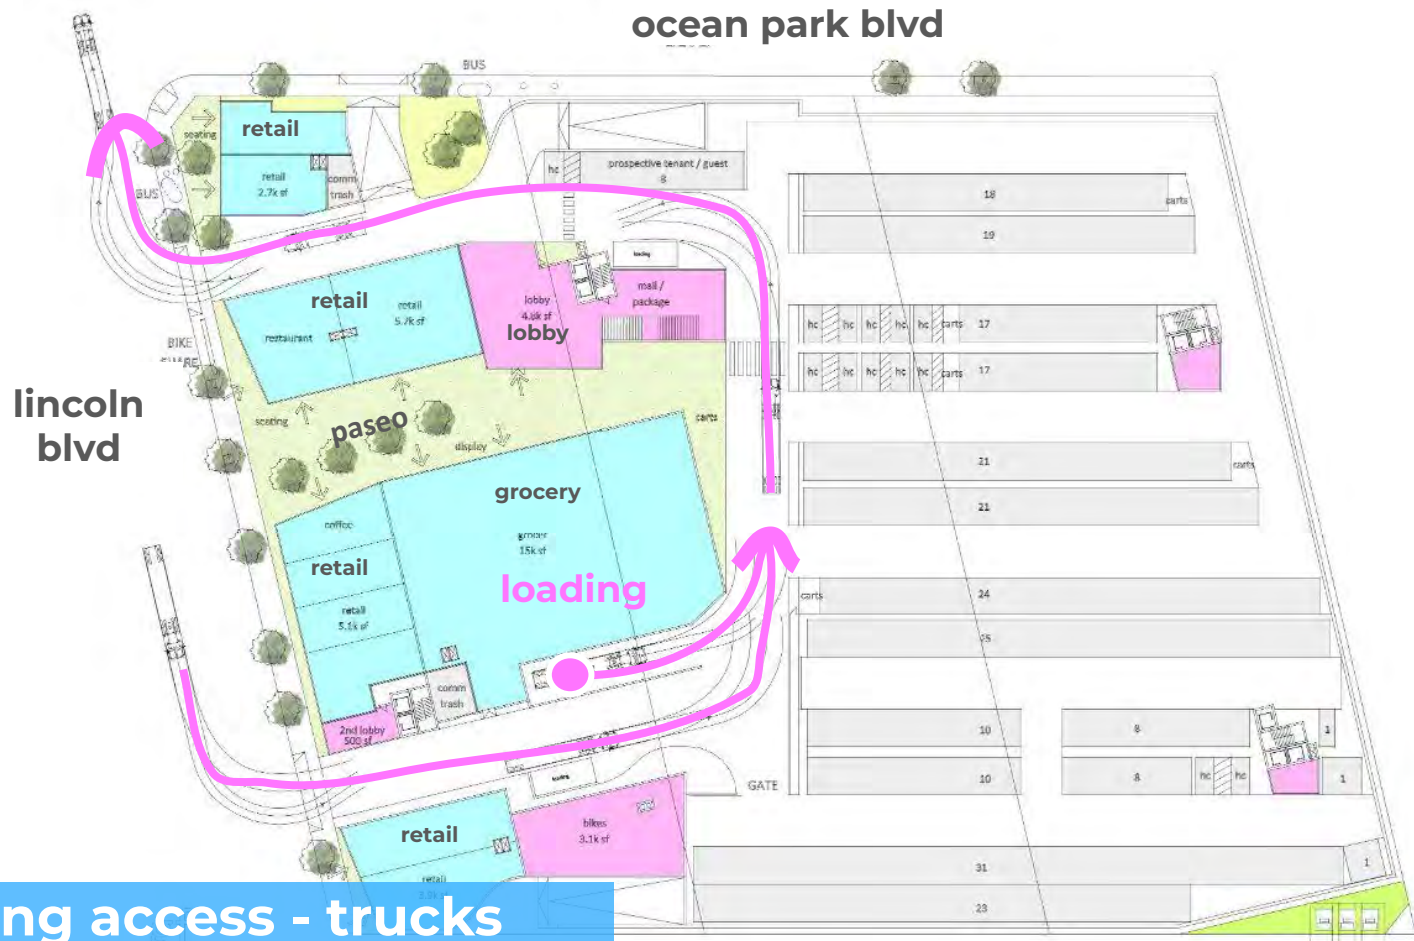 ocean park blvd
BUS
seating
retail
retail
2.7k sf
comm
trash
BUS
hc
prospective tenant / guest
8
18
carts
19
loading
mail /
package
retail
retail
5.7k sf
restaurant
lobby
4.8k sf
lobby
BIKE
hc
hc
hc
hc
hc
carts
17
hc
hc
hc
hc
hc
carts
17
lincoln
blvd
seating
paseo
display
carts
21
carts
21
grocery
grocer
15k sf
coffee
retail
retail
5.1k sf
loading
carts
24
25
comm
trash
2nd lobby
500 sf
10
8
1
10
8
hc
hc
1
loading
GATE
retail
retail
bikes
3.1k sf
31
1
23
ng access - trucks